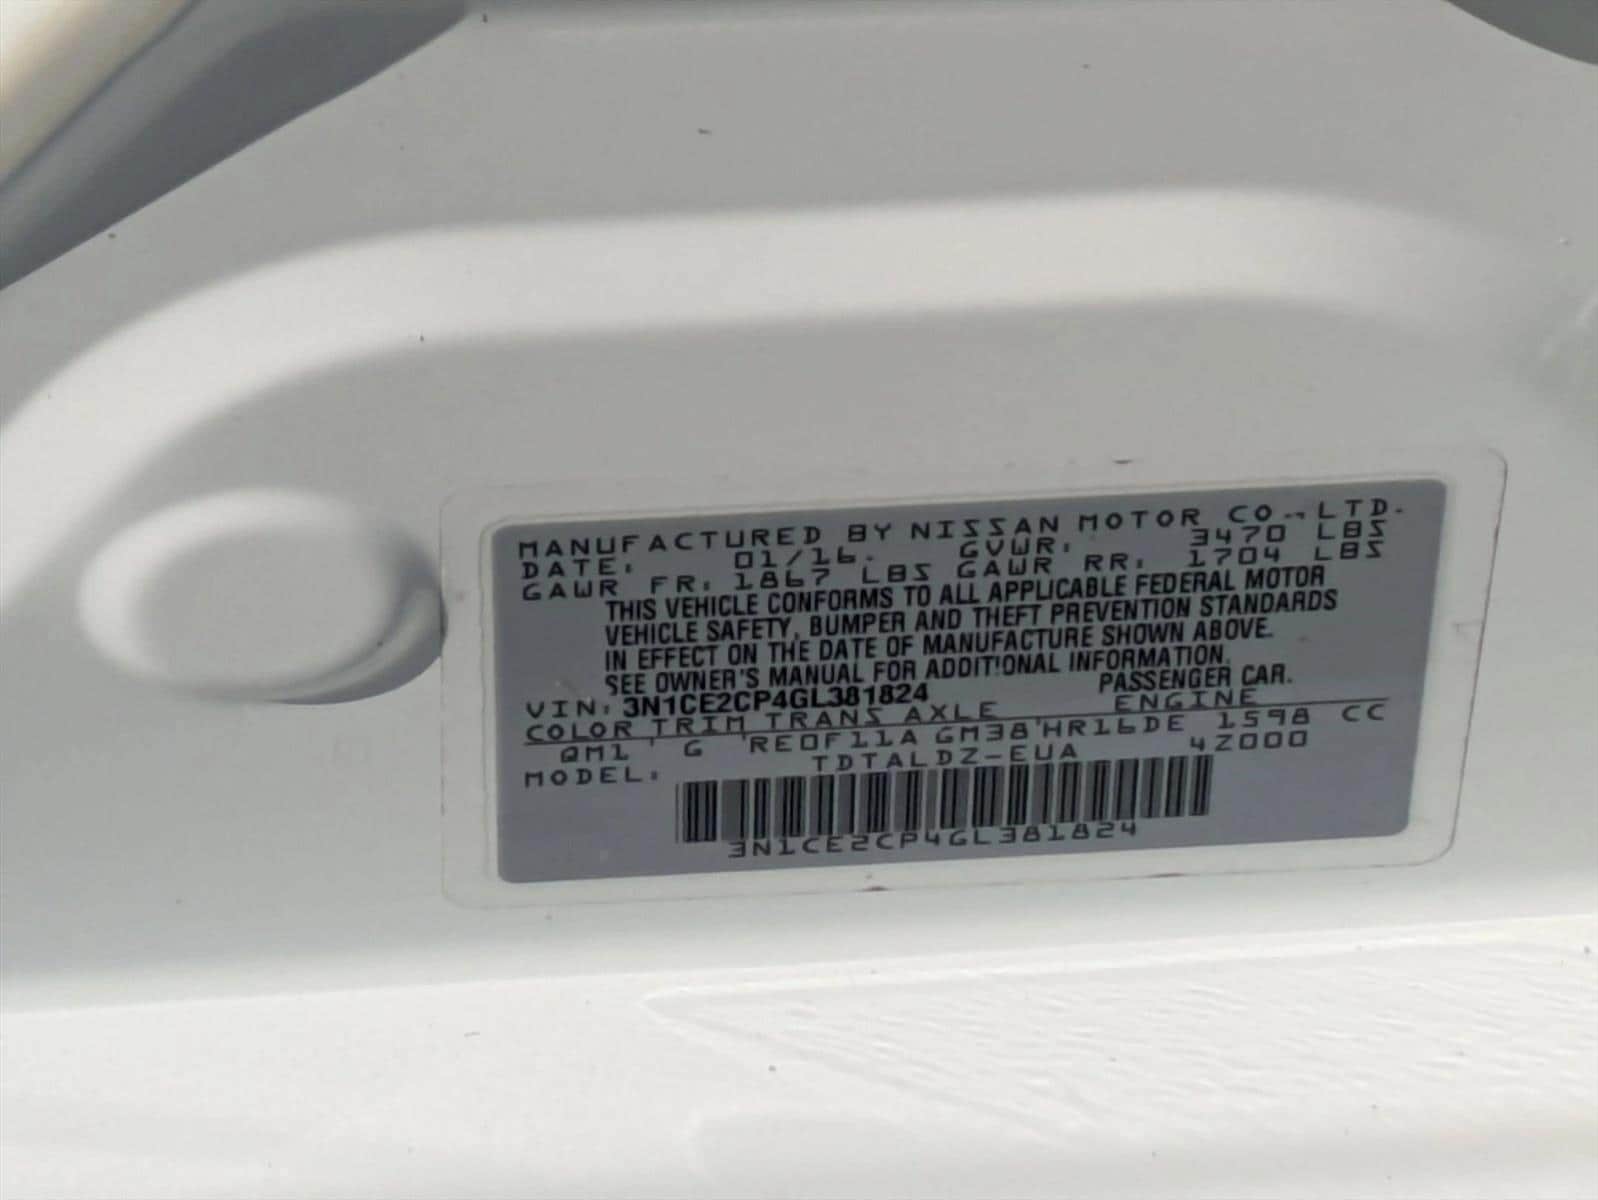 MANUFACTURED BY NISSAN MOTOR CO.,LTD.
DATE: 01/16. GVWR: 3470 LBS
GAWR FR: 1867 LBS GAWR RR: 1704 LBS
THIS VEHICLE CONFORMS TO ALL APPLICABLE FEDERAL MOTOR
VEHICLE SAFETY, BUMPER AND THEFT PREVENTION STANDARDS
IN EFFECT ON THE DATE OF MANUFACTURE SHOWN ABOVE.
SEE OWNER'S MANUAL FOR ADDITIONAL INFORMATION.
VIN: 3N1CE2CP4GL381824 PASSENGER CAR.
COLOR TRIM TRANS AXLE ENGINE
QM1 ' G 'RE0F11A GM38'HR16DE 1598 CC
MODEL: TDTALDZ-EUA 4Z000
3N1CE2CP4GL381824